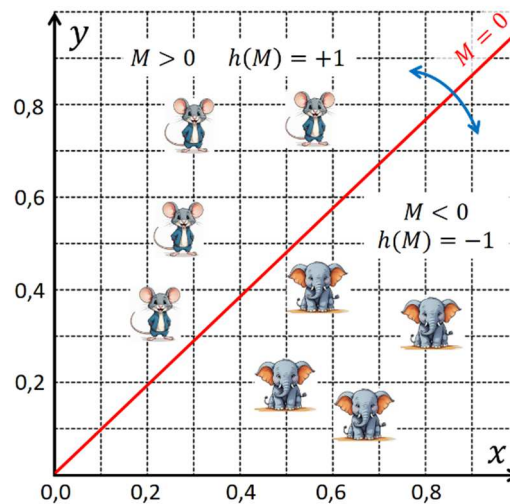 y
M > 0 h(M) = +1
M = 0
0,8
M < 0
h(M) = −1
0,6
0,4
0,2
x
0,0 0,2 0,4 0,6 0,8